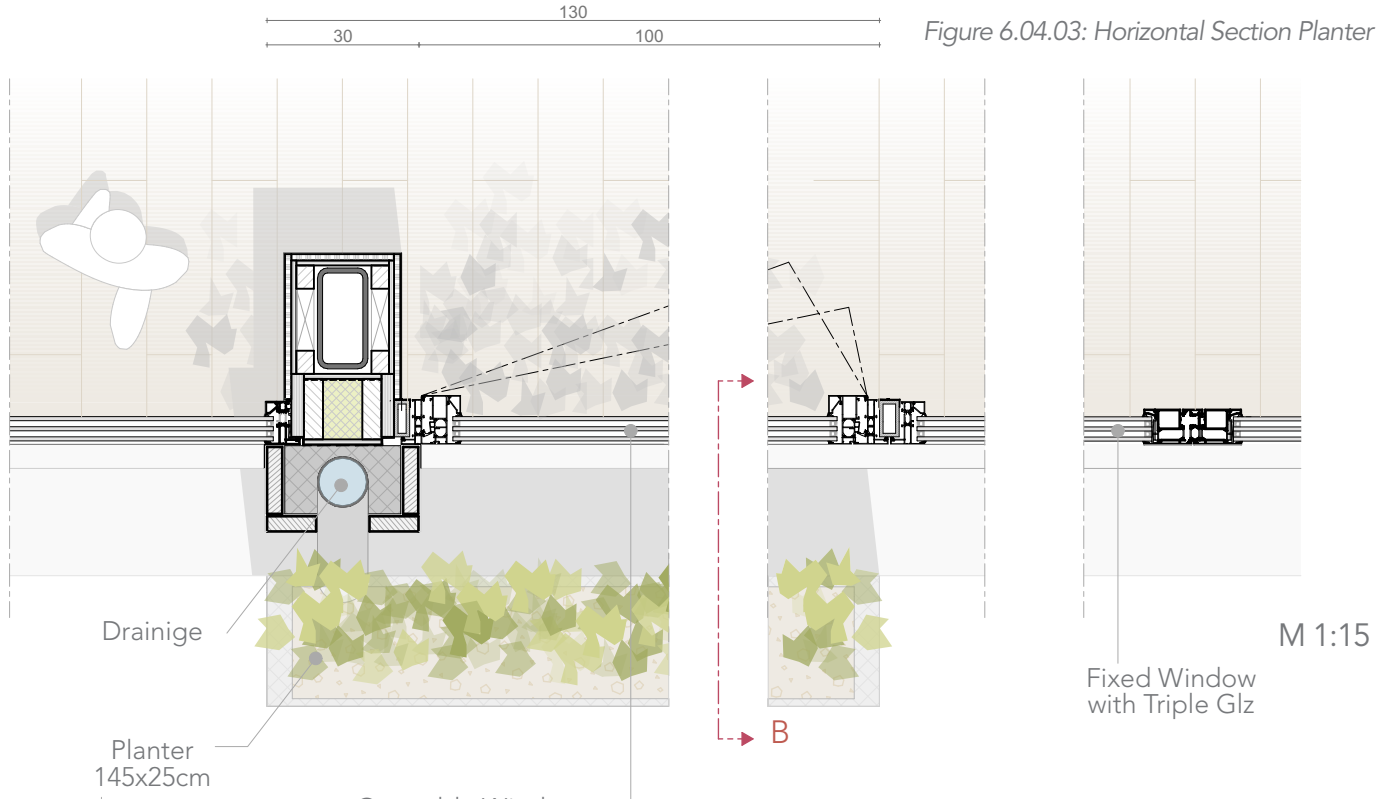 130
30
100
Figure 6.04.03: Horizontal Section Planter
Drainige
M 1:15
Fixed Window
with Triple Glz
B
Planter
145x25cm